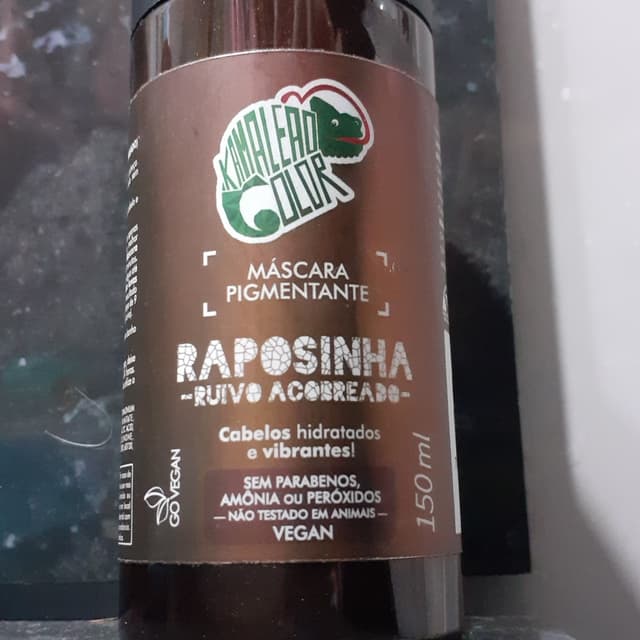 KAMALEÃO
COLOR
MÁSCARA
PIGMENTANTE
RAPOSINHA
RUIVO ACOBREADO
Cabelos hidratados
e vibrantes!
SEM PARABENOS,
AMÔNIA OU PERÓXIDOS
NÃO TESTADO EM ANIMAIS
VEGAN
GO VEGAN
150 ml